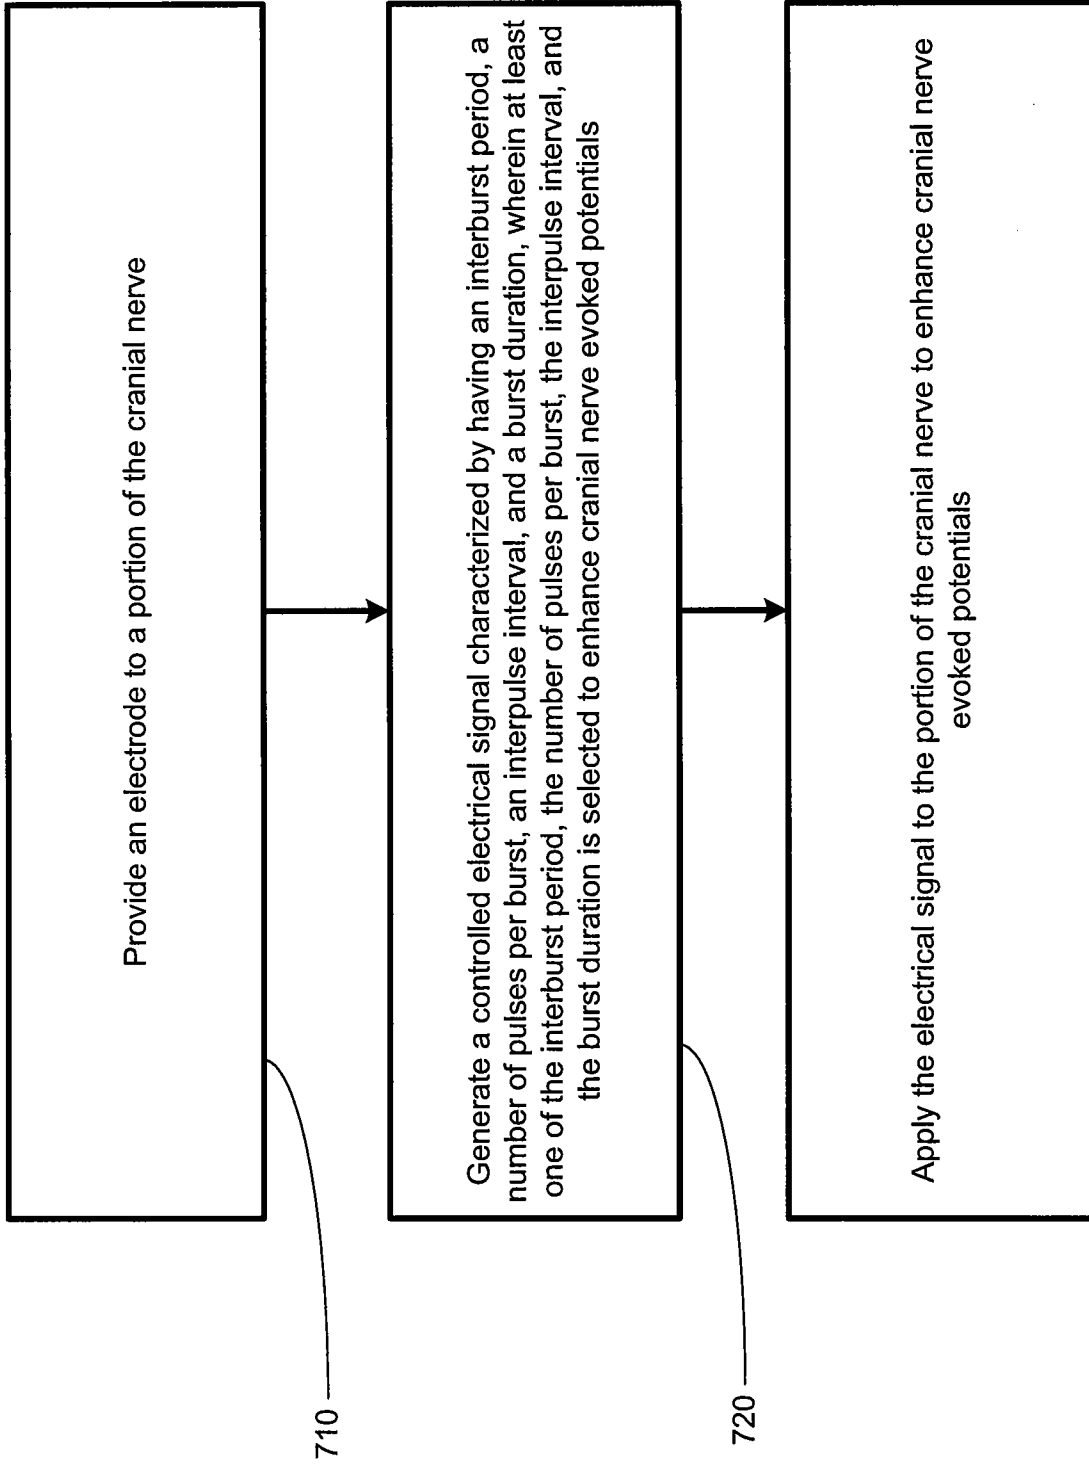 Provide an electrode to a portion of the cranial nerve
710
Generate a controlled electrical signal characterized by having an interburst period, a
number of pulses per burst, an interpulse interval, and a burst duration, wherein at least
one of the interburst period, the number of pulses per burst, the interpulse interval, and
the burst duration is selected to enhance cranial nerve evoked potentials
720
Apply the electrical signal to the portion of the cranial nerve to enhance cranial nerve
evoked potentials